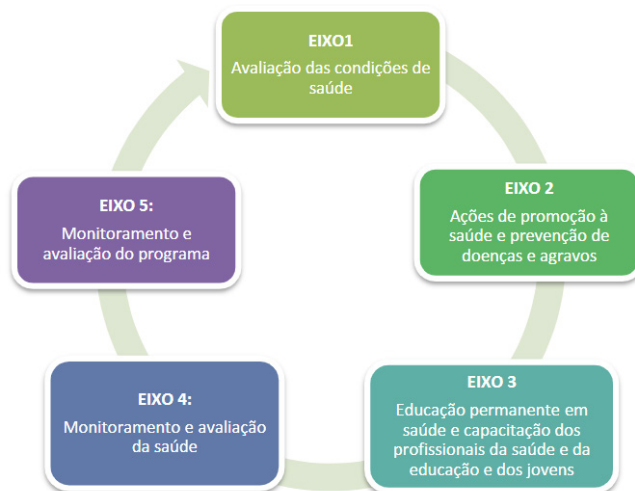 EIXO1
Avaliação das condições de
saúde
EIXO 2
Ações de promoção à
saúde e prevenção de
doenças e agravos
EIXO 3
Educação permanente em
saúde e capacitação dos
profissionais da saúde e da
educação e dos jovens
EIXO 4:
Monitoramento e avaliação
da saúde
EIXO 5:
Monitoramento e
avaliação do programa